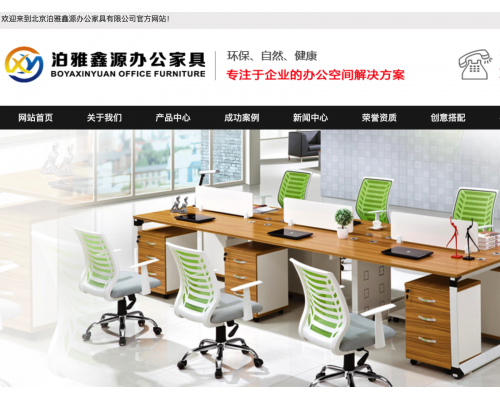 欢迎来到北京泊雅鑫源办公家具有限公司官方网站！
泊雅鑫源办公家具
BOYAXINYUAN OFFICE FURNITURE
环保、自然、健康
专注于企业的办公空间解决方案
网站首页 关于我们 产品中心 成功案例 新闻中心 荣誉资质 创意搭配